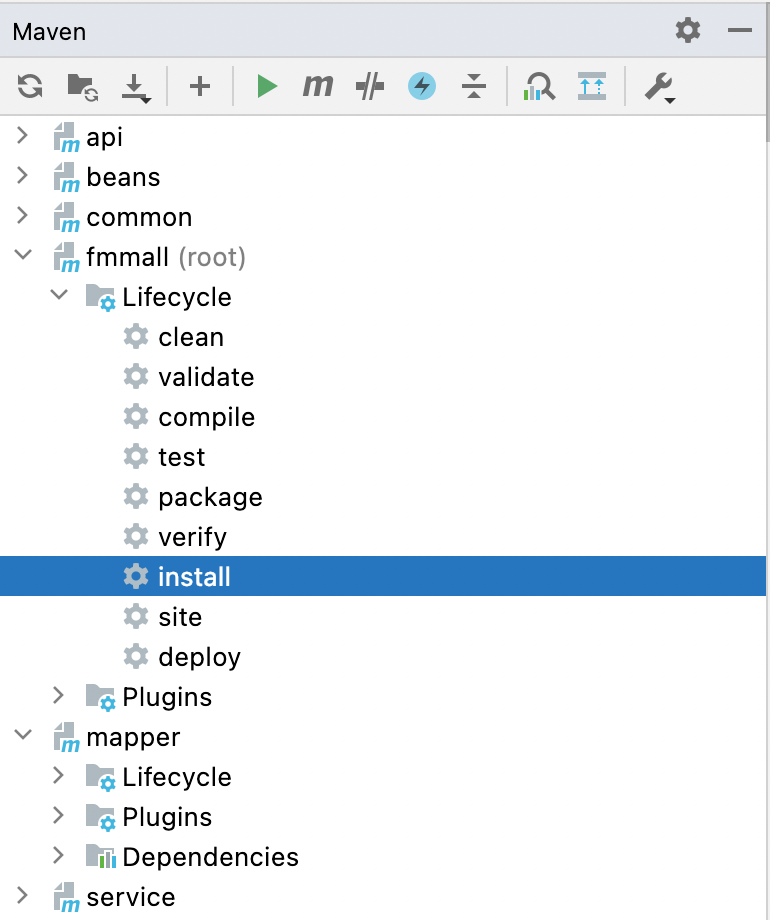 Maven
m
api
beans
common
fmmall (root)
Lifecycle
clean
validate
compile
test
package
verify
install
site
deploy
Plugins
mapper
Lifecycle
Plugins
Dependencies
service